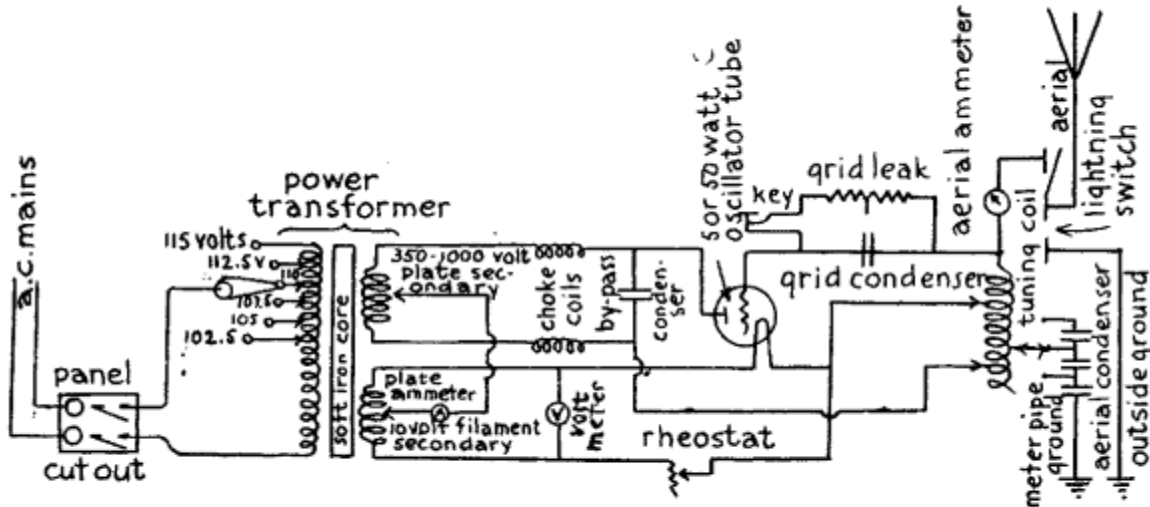 a.c. mains
panel
cut out
power
transformer
115 volts
112.5 V
110
107.5
105
102.5
soft iron core
350-1000 volt
plate sec-
ondary
plate
ammeter
10 volt filament
secondary
choke
coils
by-pass
conden-
ser
volt
meter
V
A
rheostat
5 or 50 watt
oscillator tube
key
grid leak
grid condenser
aerial ammeter
aerial
lightning
switch
tuning coil
meter pipe
ground
aerial condenser
outside ground